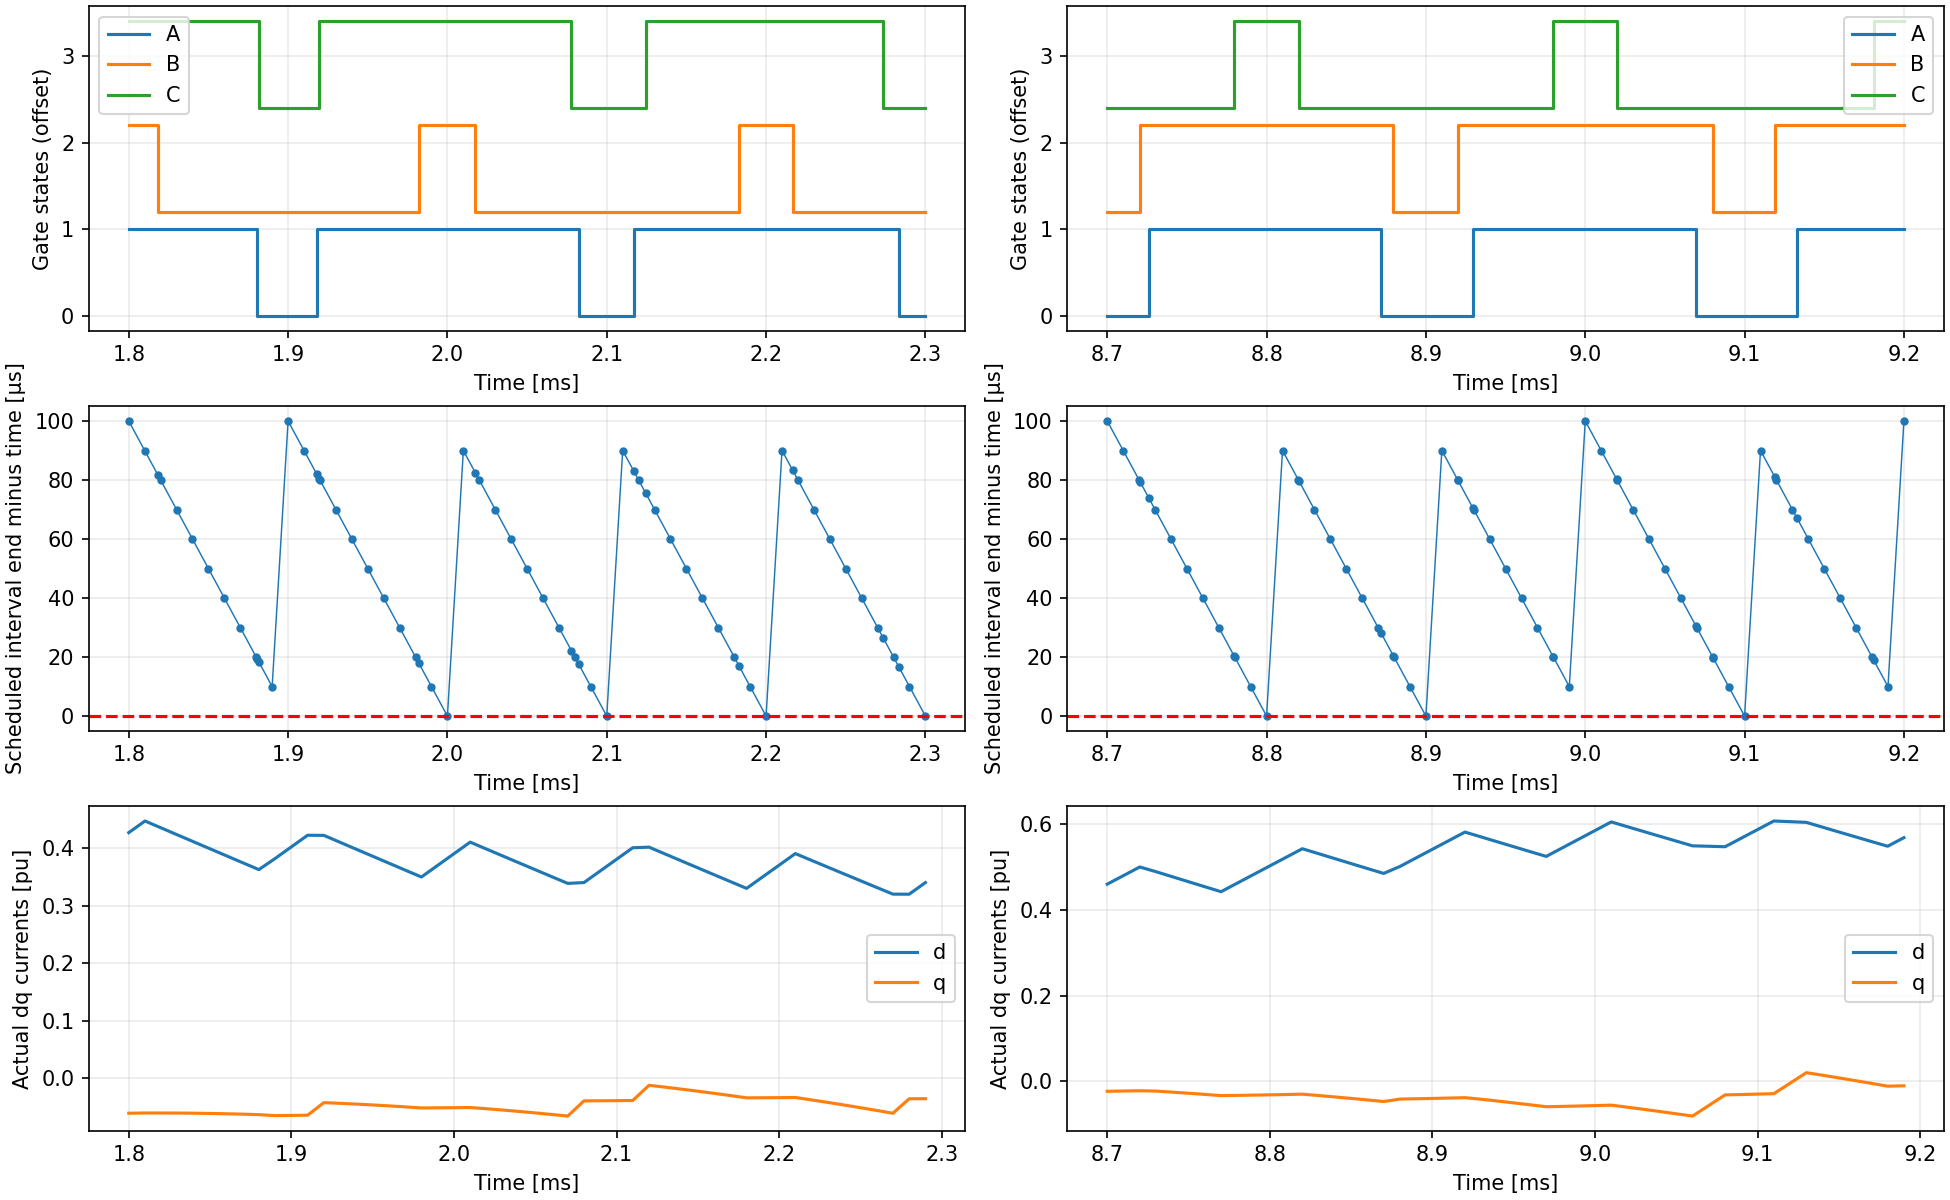 Gate states (offset)
3
2
1
0
A
B
C
1.8 1.9 2.0 2.1 2.2 2.3
Time [ms]
Gate states (offset)
3
2
1
0
A
B
C
8.7 8.8 8.9 9.0 9.1 9.2
Time [ms]
Scheduled interval end minus time [µs]
100
80
60
40
20
0
1.8 1.9 2.0 2.1 2.2 2.3
Time [ms]
Scheduled interval end minus time [µs]
100
80
60
40
20
0
8.7 8.8 8.9 9.0 9.1 9.2
Time [ms]
Actual dq currents [pu]
0.4
0.3
0.2
0.1
0.0
d
q
1.8 1.9 2.0 2.1 2.2 2.3
Time [ms]
Actual dq currents [pu]
0.6
0.4
0.2
0.0
d
q
8.7 8.8 8.9 9.0 9.1 9.2
Time [ms]